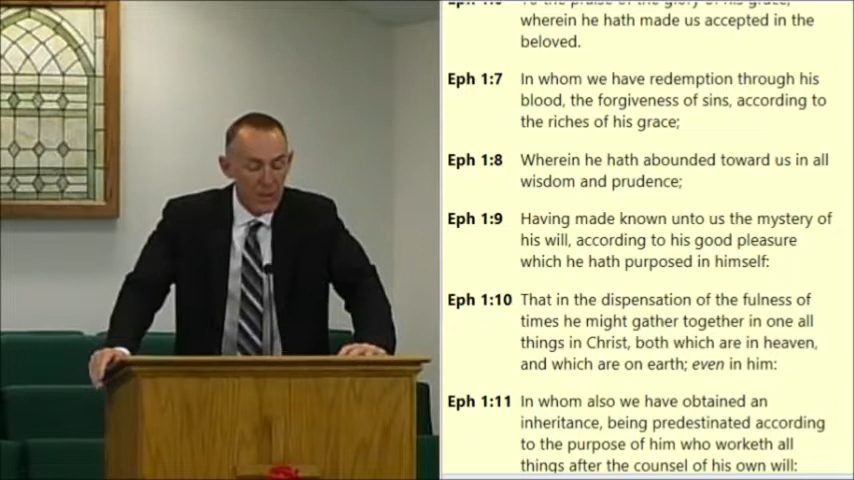 wherein he hath made us accepted in the
beloved.
Eph 1:7 In whom we have redemption through his
blood, the forgiveness of sins, according to
the riches of his grace;
Eph 1:8 Wherein he hath abounded toward us in all
wisdom and prudence;
Eph 1:9 Having made known unto us the mystery of
his will, according to his good pleasure
which he hath purposed in himself:
Eph 1:10 That in the dispensation of the fulness of
times he might gather together in one all
things in Christ, both which are in heaven,
and which are on earth; even in him:
Eph 1:11 In whom also we have obtained an
inheritance, being predestinated according
to the purpose of him who worketh all
things after the counsel of his own will: